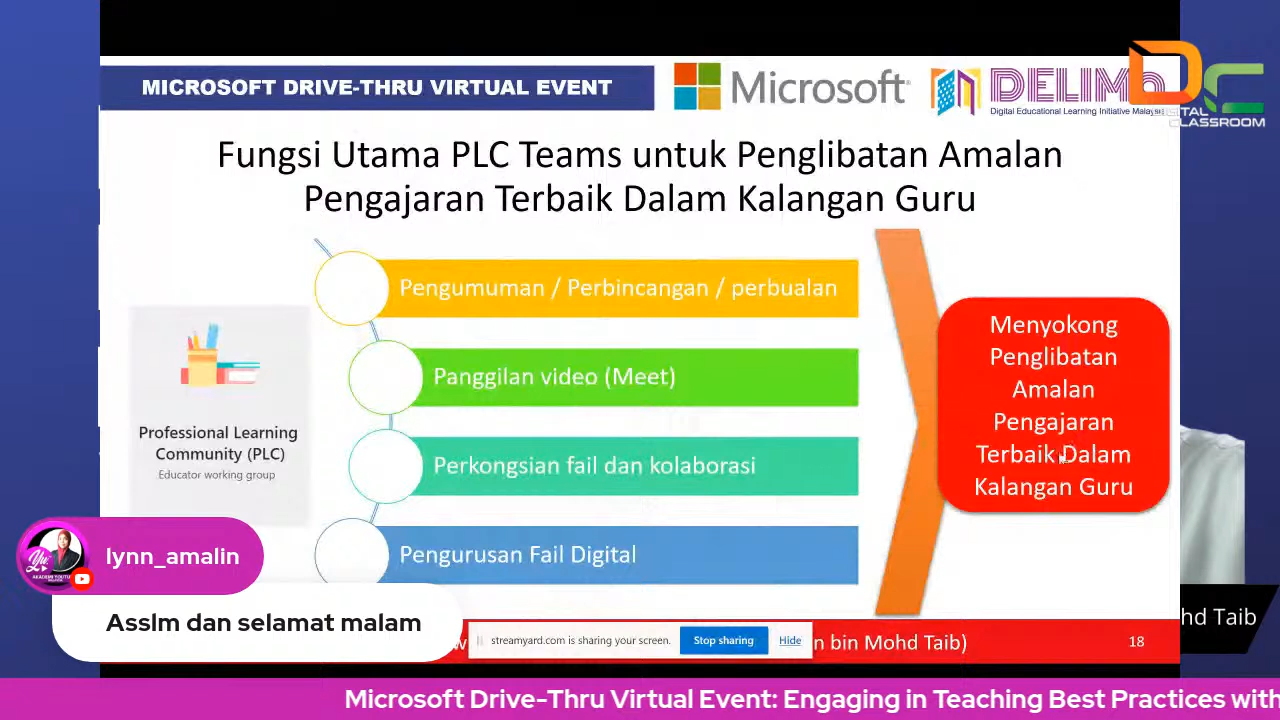 MICROSOFT DRIVE-THRU VIRTUAL EVENT
Microsoft
DELIMa
Digital Educational Learning Initiative Malaysia
DIGITAL
CLASSROOM
Fungsi Utama PLC Teams untuk Penglibatan Amalan
Pengajaran Terbaik Dalam Kalangan Guru
Pengumuman / Perbincangan / perbualan
Panggilan video (Meet)
Perkongsian fail dan kolaborasi
Pengurusan Fail Digital
Professional Learning
Community (PLC)
Educator working group
Menyokong
Penglibatan
Amalan
Pengajaran
Terbaik Dalam
Kalangan Guru
lynn_amalin
Asslm dan selamat malam
streamyard.com is sharing your screen.
Stop sharing
Hide
n bin Mohd Taib)
18
hd Taib
Microsoft Drive-Thru Virtual Event: Engaging in Teaching Best Practices with